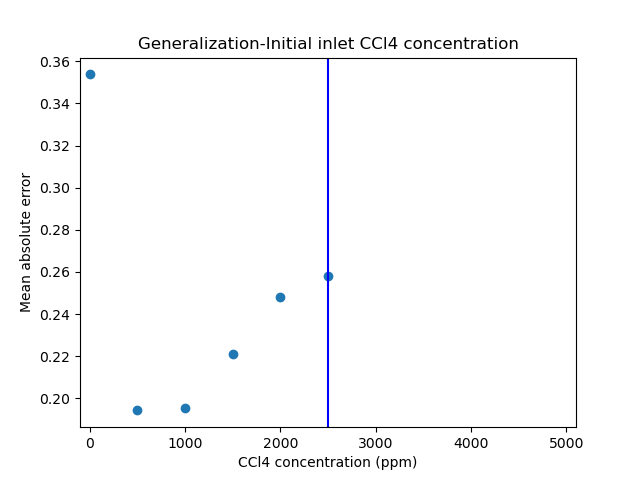 Generalization-Initial inlet CCl4 concentration
0.36
0.34
0.32
0.30
0.28
0.26
0.24
0.22
0.20
Mean absolute error
0 1000 2000 3000 4000 5000
CCl4 concentration (ppm)